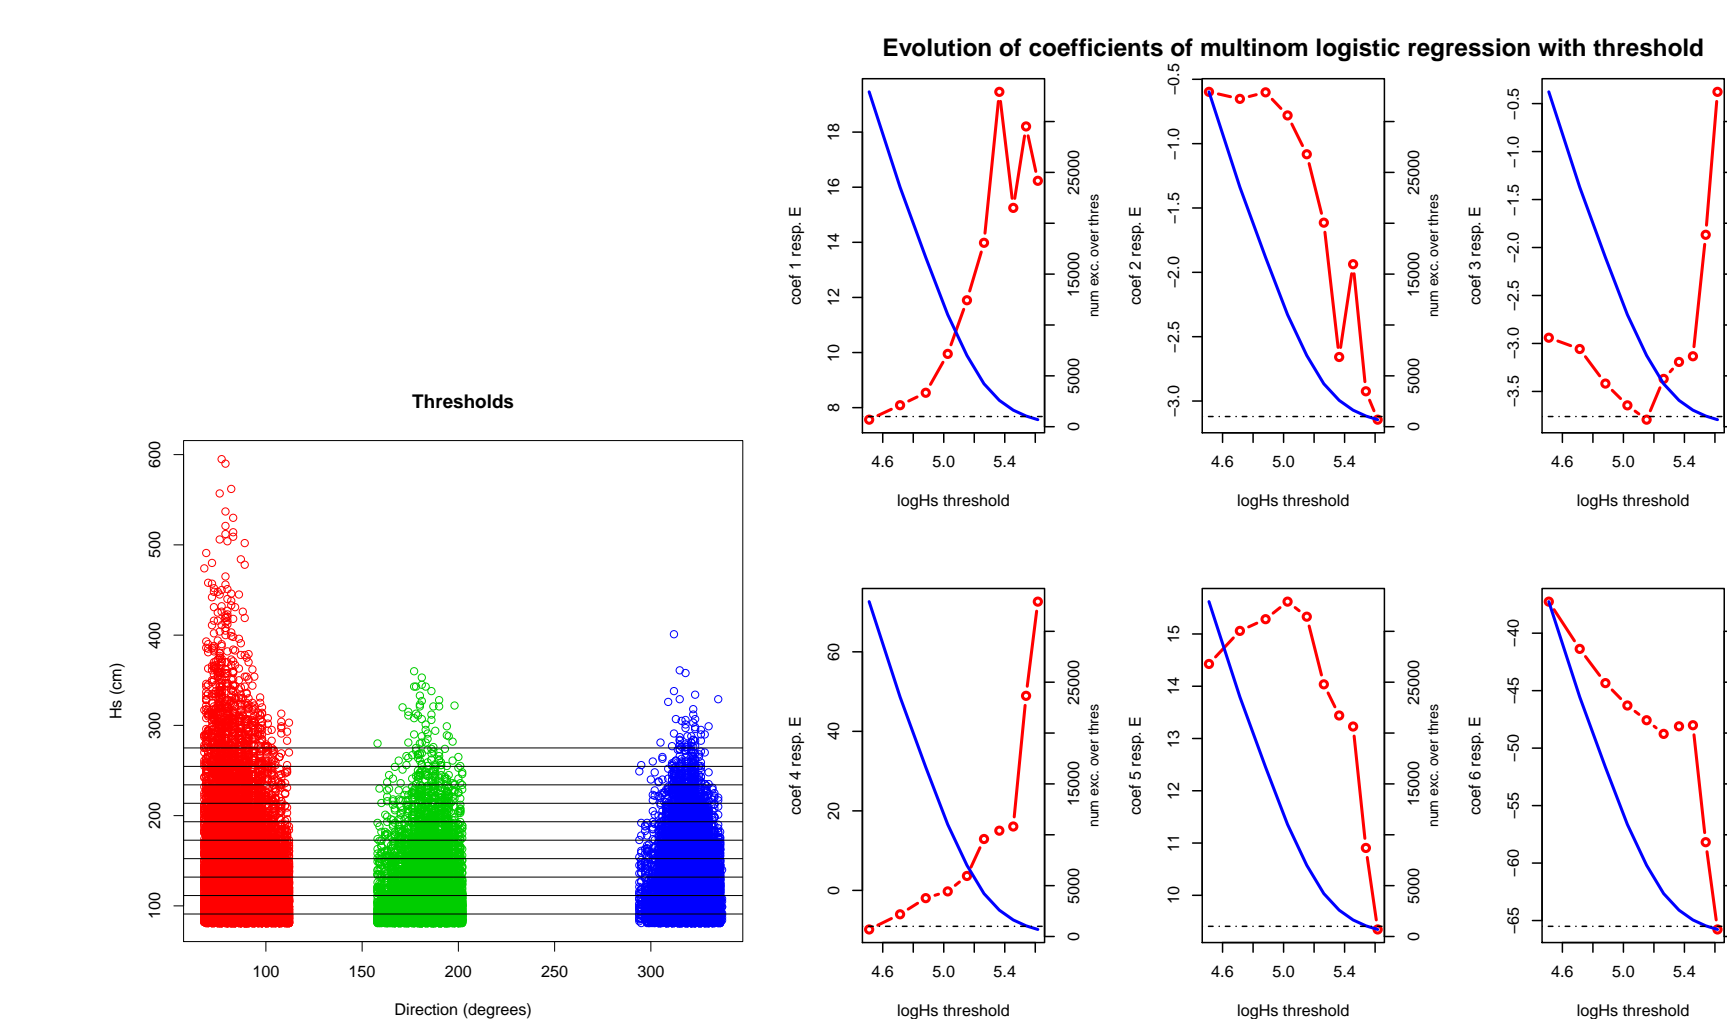 Evolution of coefficients of multinom logistic regression with threshold
Thresholds
Hs (cm)
600
500
400
300
200
100
100 150 200 250 300
Direction (degrees)
coef 1 resp. E
18
16
14
12
10
8
4.6 5.0 5.4
logHs threshold
25000
15000
5000
0
num exc. over thres
coef 2 resp. E
−0.5
−1.0
−1.5
−2.0
−2.5
−3.0
4.6 5.0 5.4
logHs threshold
25000
15000
5000
0
num exc. over thres
coef 3 resp. E
−0.5
−1.0
−1.5
−2.0
−2.5
−3.0
−3.5
4.6 5.0 5.4
logHs threshold
coef 4 resp. E
60
40
20
0
4.6 5.0 5.4
logHs threshold
25000
15000
5000
0
num exc. over thres
coef 5 resp. E
15
14
13
12
11
10
4.6 5.0 5.4
logHs threshold
25000
15000
5000
0
num exc. over thres
coef 6 resp. E
−40
−45
−50
−55
−60
−65
4.6 5.0 5.4
logHs threshold